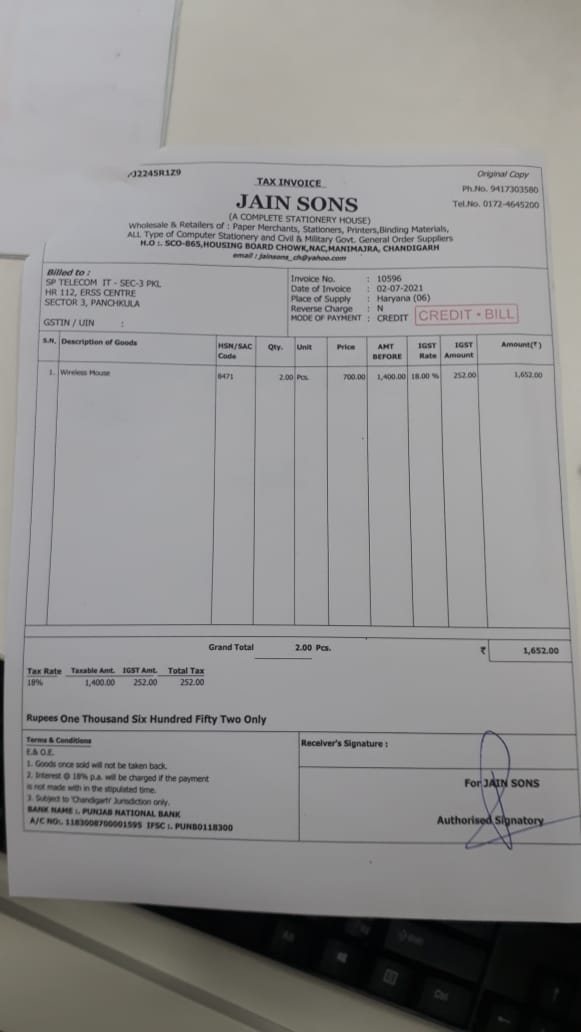 J2245R1Z9
Original Copy
TAX INVOICE
Ph.No. 9417303580
JAIN SONS
Tel.No. 0172-4645200
(A COMPLETE STATIONERY HOUSE)
Wholesale & Retailers of : Paper Merchants, Stationers, Printers,Binding Materials,
ALL Type of Computer Stationery and Civil & Military Govt. General Order Suppliers
H.O :. SCO-865,HOUSING BOARD CHOWK,NAC,MANIMAJRA, CHANDIGARH
email : jainsons_ch@yahoo.com
Billed to :
SP TELECOM IT - SEC-3 PKL
HR 112, ERSS CENTRE
SECTOR 3, PANCHKULA
GSTIN / UIN :
Invoice No. : 10596
Date of Invoice : 02-07-2021
Place of Supply : Haryana (06)
Reverse Charge : N
MODE OF PAYMENT : CREDIT
CREDIT - BILL
S.N. Description of Goods HSN/SAC Code Qty. Unit Price AMT BEFORE IGST Rate IGST Amount Amount(₹)
1. Wireless Mouse 8471 2.00 Pcs. 700.00 1,400.00 18.00 % 252.00 1,652.00
Grand Total 2.00 Pcs. ₹ 1,652.00
Tax Rate Taxable Amt. IGST Amt. Total Tax
18% 1,400.00 252.00 252.00
Rupees One Thousand Six Hundred Fifty Two Only
Terms & Conditions
E.& O.E.
1. Goods once sold will not be taken back.
2. Interest @ 18% p.a. will be charged if the payment
is not made with in the stipulated time.
3. Subject to 'Chandigarh' Jurisdiction only.
BANK NAME :. PUNJAB NATIONAL BANK
A/C NO:. 1183008700001595 IFSC :. PUNB0118300
Receiver's Signature :
For JAIN SONS
Authorised Signatory
Ctrl